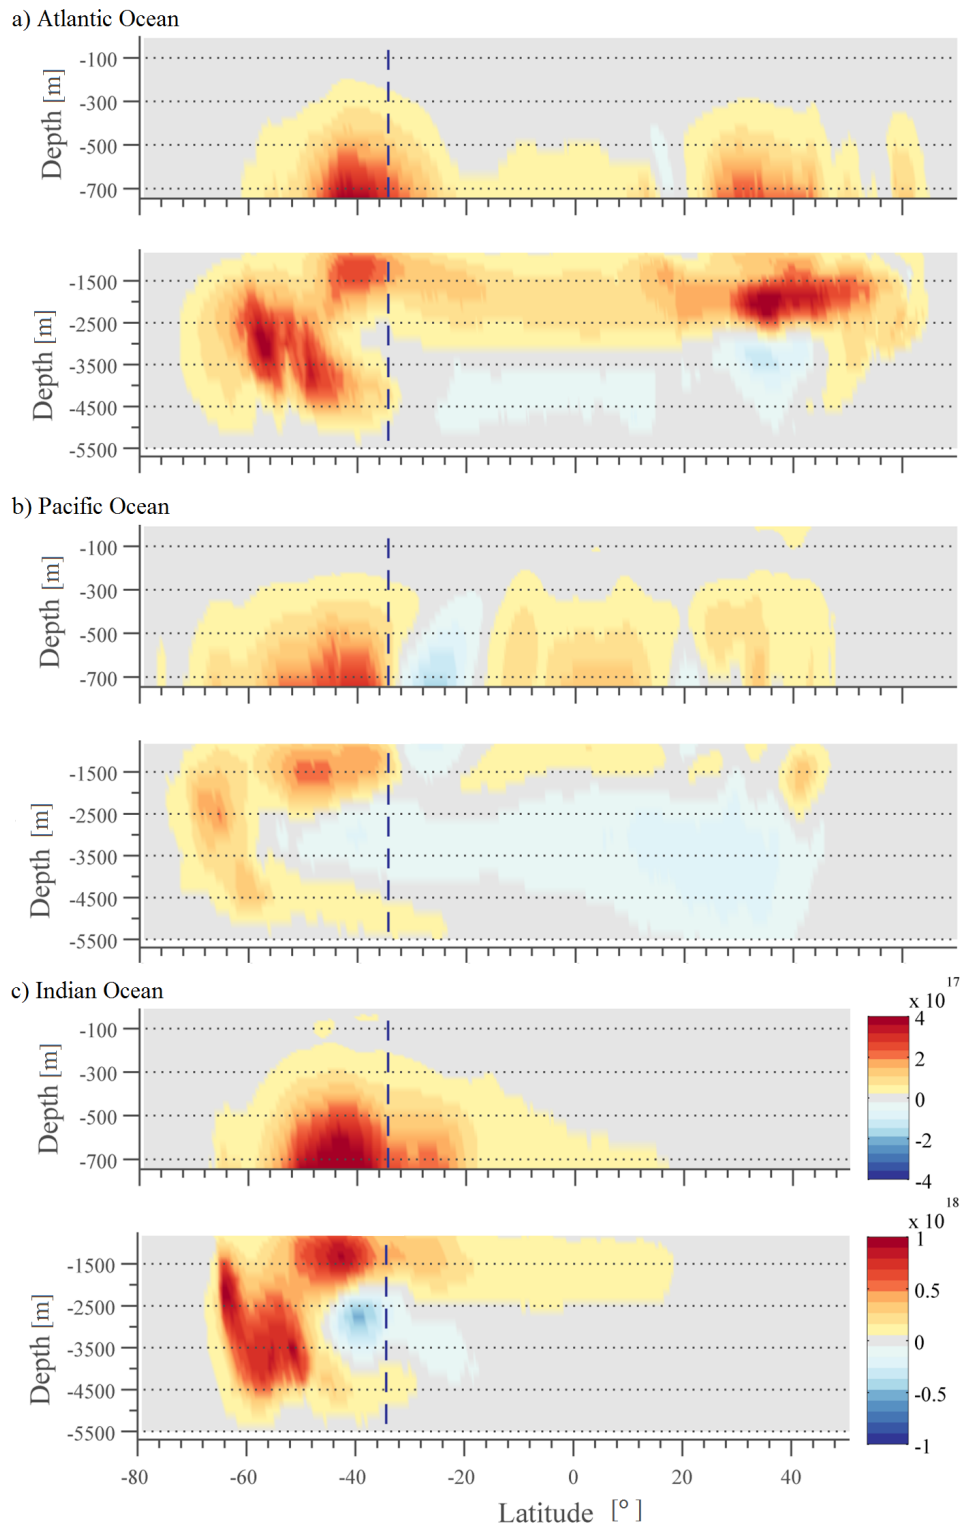 a) Atlantic Ocean
-100
-300
-500
-700
Depth [m]
-1500
-2500
-3500
-4500
-5500
Depth [m]
b) Pacific Ocean
-100
-300
-500
-700
Depth [m]
-1500
-2500
-3500
-4500
-5500
Depth [m]
c) Indian Ocean
-100
-300
-500
-700
Depth [m]
x 10 17
4
2
0
-2
-4
-1500
-2500
-3500
-4500
-5500
Depth [m]
x 10 18
1
0.5
0
-0.5
-1
-80 -60 -40 -20 0 20 40
Latitude [°]